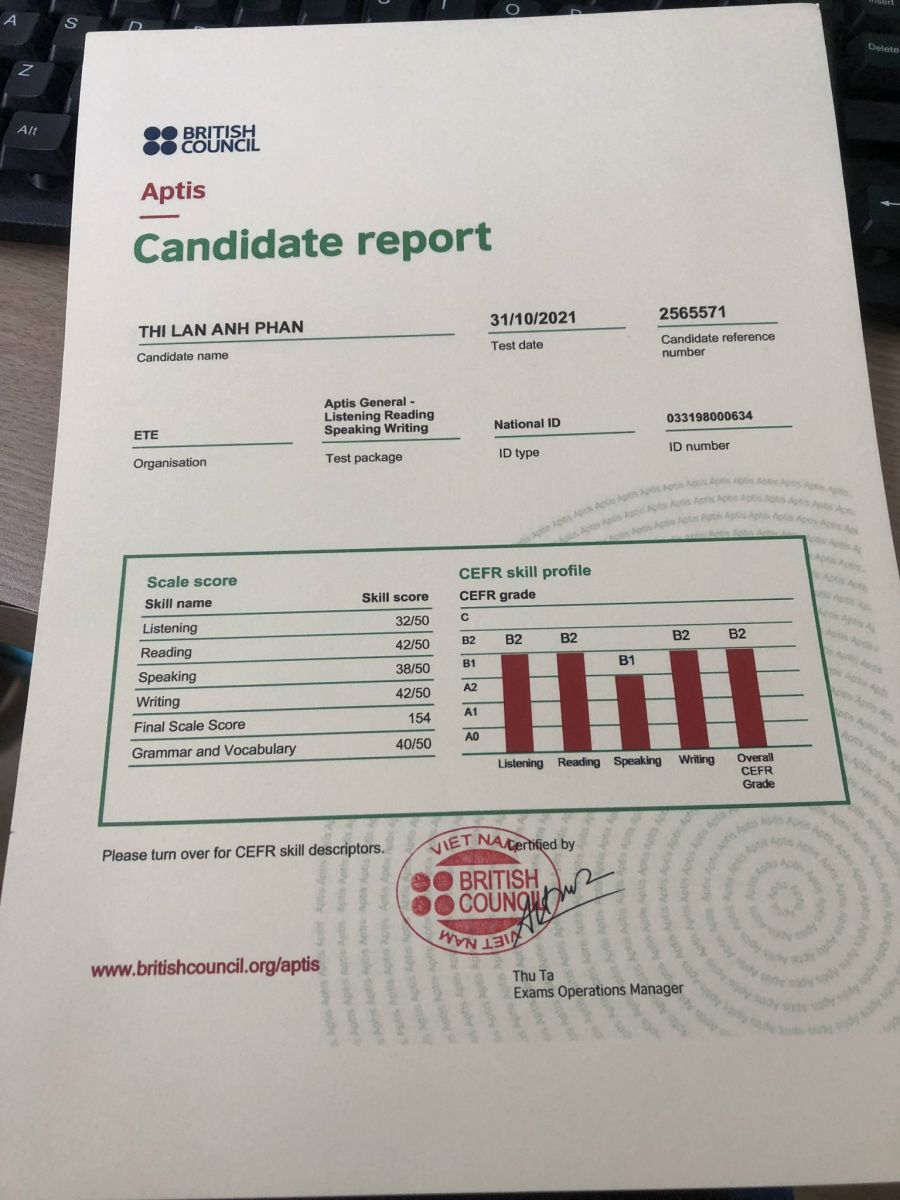 A S D
Z
Alt
Insert
Delete
BRITISH
COUNCIL
Aptis
Candidate report
THI LAN ANH PHAN
Candidate name
31/10/2021
Test date
2565571
Candidate reference
number
ETE
Organisation
Aptis General -
Listening Reading
Speaking Writing
Test package
National ID
ID type
033198000634
ID number
Scale score
Skill name Skill score
Listening 32/50
Reading 42/50
Speaking 38/50
Writing 42/50
Final Scale Score 154
Grammar and Vocabulary 40/50
CEFR skill profile
CEFR grade
C
B2 B2 B2 B2 B2
B1 B1
A2
A1
A0
Listening Reading Speaking Writing Overall
CEFR
Grade
Please turn over for CEFR skill descriptors.
Certified by
VIET NAM
BRITISH
COUNCIL
VIET NAM
www.britishcouncil.org/aptis
Thu Ta
Exams Operations Manager